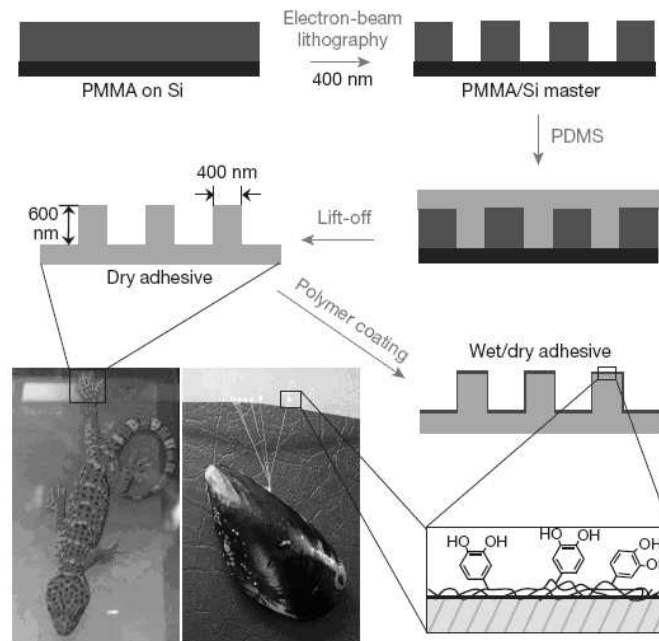 Electron-beam
lithography
400 nm
PMMA on Si
PMMA/Si master
PDMS
400 nm
600
nm
Lift-off
Dry adhesive
Polymer coating
Wet/dry adhesive
HO OH
HO OH
HO
OH